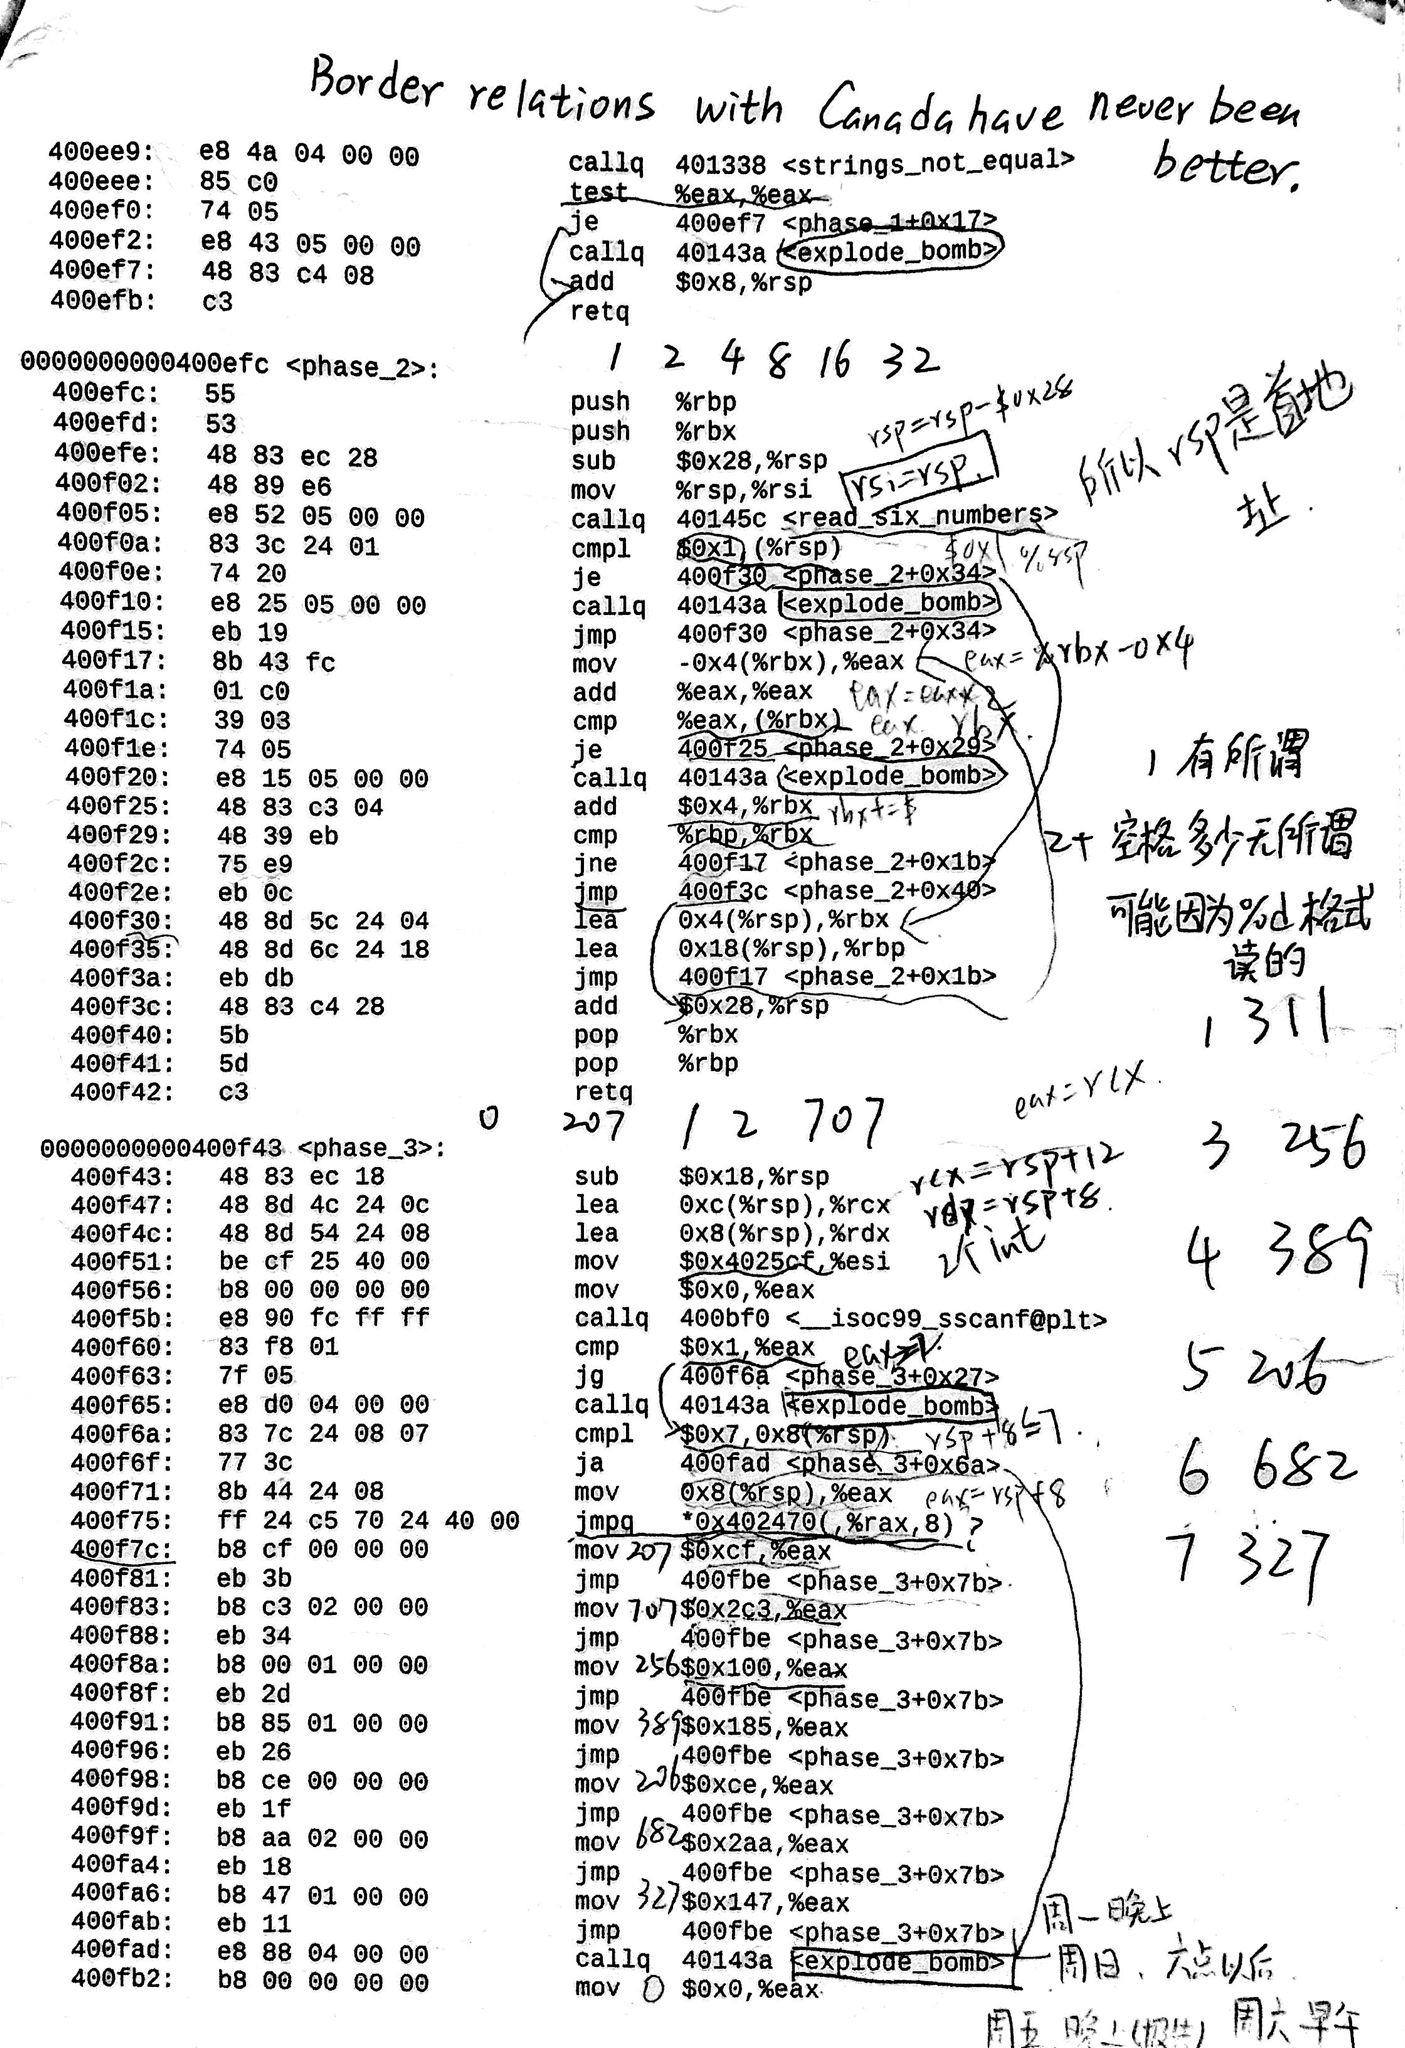 Border relations with Canada have never been
better.
400ee9: e8 4a 04 00 00 callq 401338 <strings_not_equal>
400eee: 85 c0 test %eax,%eax
400ef0: 74 05 je 400ef7 <phase_1+0x17>
400ef2: e8 43 05 00 00 callq 40143a <explode_bomb>
400ef7: 48 83 c4 08 add $0x8,%rsp
400efb: c3 retq
0000000000400efc <phase_2>: 1 2 4 8 16 32
400efc: 55 push %rbp
400efd: 53 push %rbx rsp=rsp-$0x28
400efe: 48 83 ec 28 sub $0x28,%rsp
400f02: 48 89 e6 mov %rsp,%rsi rsi=rsp. 所以rsp是首地
址.
400f05: e8 52 05 00 00 callq 40145c <read_six_numbers>
400f0a: 83 3c 24 01 cmpl $0x1,(%rsp) $0x1 %rsp
400f0e: 74 20 je 400f30 <phase_2+0x34>
400f10: e8 25 05 00 00 callq 40143a <explode_bomb>
400f15: eb 19 jmp 400f30 <phase_2+0x34>
400f17: 8b 43 fc mov -0x4(%rbx),%eax eax=%rbx-0x4
400f1a: 01 c0 add %eax,%eax eax=eax*2
400f1c: 39 03 cmp %eax,(%rbx) eax rbx.
400f1e: 74 05 je 400f25 <phase_2+0x29>
400f20: e8 15 05 00 00 callq 40143a <explode_bomb>
400f25: 48 83 c3 04 add $0x4,%rbx rbx+=$
400f29: 48 39 eb cmp %rbp,%rbx
400f2c: 75 e9 jne 400f17 <phase_2+0x1b>
400f2e: eb 0c jmp 400f3c <phase_2+0x40>
400f30: 48 8d 5c 24 04 lea 0x4(%rsp),%rbx
400f35: 48 8d 6c 24 18 lea 0x18(%rsp),%rbp
400f3a: eb db jmp 400f17 <phase_2+0x1b>
400f3c: 48 83 c4 28 add $0x28,%rsp
400f40: 5b pop %rbx
400f41: 5d pop %rbp
400f42: c3 retq
1 有所谓
2+ 空格多少无所谓
可能因为%d格式
读的
1 311
0 207 1 2 707 eax=rcx.
0000000000400f43 <phase_3>: 3 256
400f43: 48 83 ec 18 sub $0x18,%rsp rcx=rsp+12
400f47: 48 8d 4c 24 0c lea 0xc(%rsp),%rcx
400f4c: 48 8d 54 24 08 lea 0x8(%rsp),%rdx =rsp+8.
400f51: be cf 25 40 00 mov $0x4025cf,%esi 2个int 4 389
400f56: b8 00 00 00 00 mov $0x0,%eax
400f5b: e8 90 fc ff ff callq 400bf0 <__isoc99_sscanf@plt>
400f60: 83 f8 01 cmp $0x1,%eax 5 206
400f63: 7f 05 jg 400f6a <phase_3+0x27>
400f65: e8 d0 04 00 00 callq 40143a <explode_bomb>
400f6a: 83 7c 24 08 07 cmpl $0x7,0x8(%rsp) rsp+8≤7.
400f6f: 77 3c ja 400fad <phase_3+0x6a> 6 682
400f71: 8b 44 24 08 mov 0x8(%rsp),%eax eax=rsp+8
400f75: ff 24 c5 70 24 40 00 jmpq *0x402470(,%rax,8) ?
400f7c: b8 cf 00 00 00 mov 207 $0xcf,%eax 7 327
400f81: eb 3b jmp 400fbe <phase_3+0x7b>
400f83: b8 c3 02 00 00 mov 707 $0x2c3,%eax
400f88: eb 34 jmp 400fbe <phase_3+0x7b>
400f8a: b8 00 01 00 00 mov 256 $0x100,%eax
400f8f: eb 2d jmp 400fbe <phase_3+0x7b>
400f91: b8 85 01 00 00 mov 389 $0x185,%eax
400f96: eb 26 jmp 400fbe <phase_3+0x7b>
400f98: b8 ce 00 00 00 mov 206 $0xce,%eax
400f9d: eb 1f jmp 400fbe <phase_3+0x7b>
400f9f: b8 aa 02 00 00 mov 682 $0x2aa,%eax
400fa4: eb 18 jmp 400fbe <phase_3+0x7b>
400fa6: b8 47 01 00 00 mov 327 $0x147,%eax
400fab: eb 11 jmp 400fbe <phase_3+0x7b> 周一晚上
400fad: e8 88 04 00 00 callq 40143a <explode_bomb> 周日、六点以后
400fb2: b8 00 00 00 00 mov 0 $0x0,%eax
周五晚上 周六早午